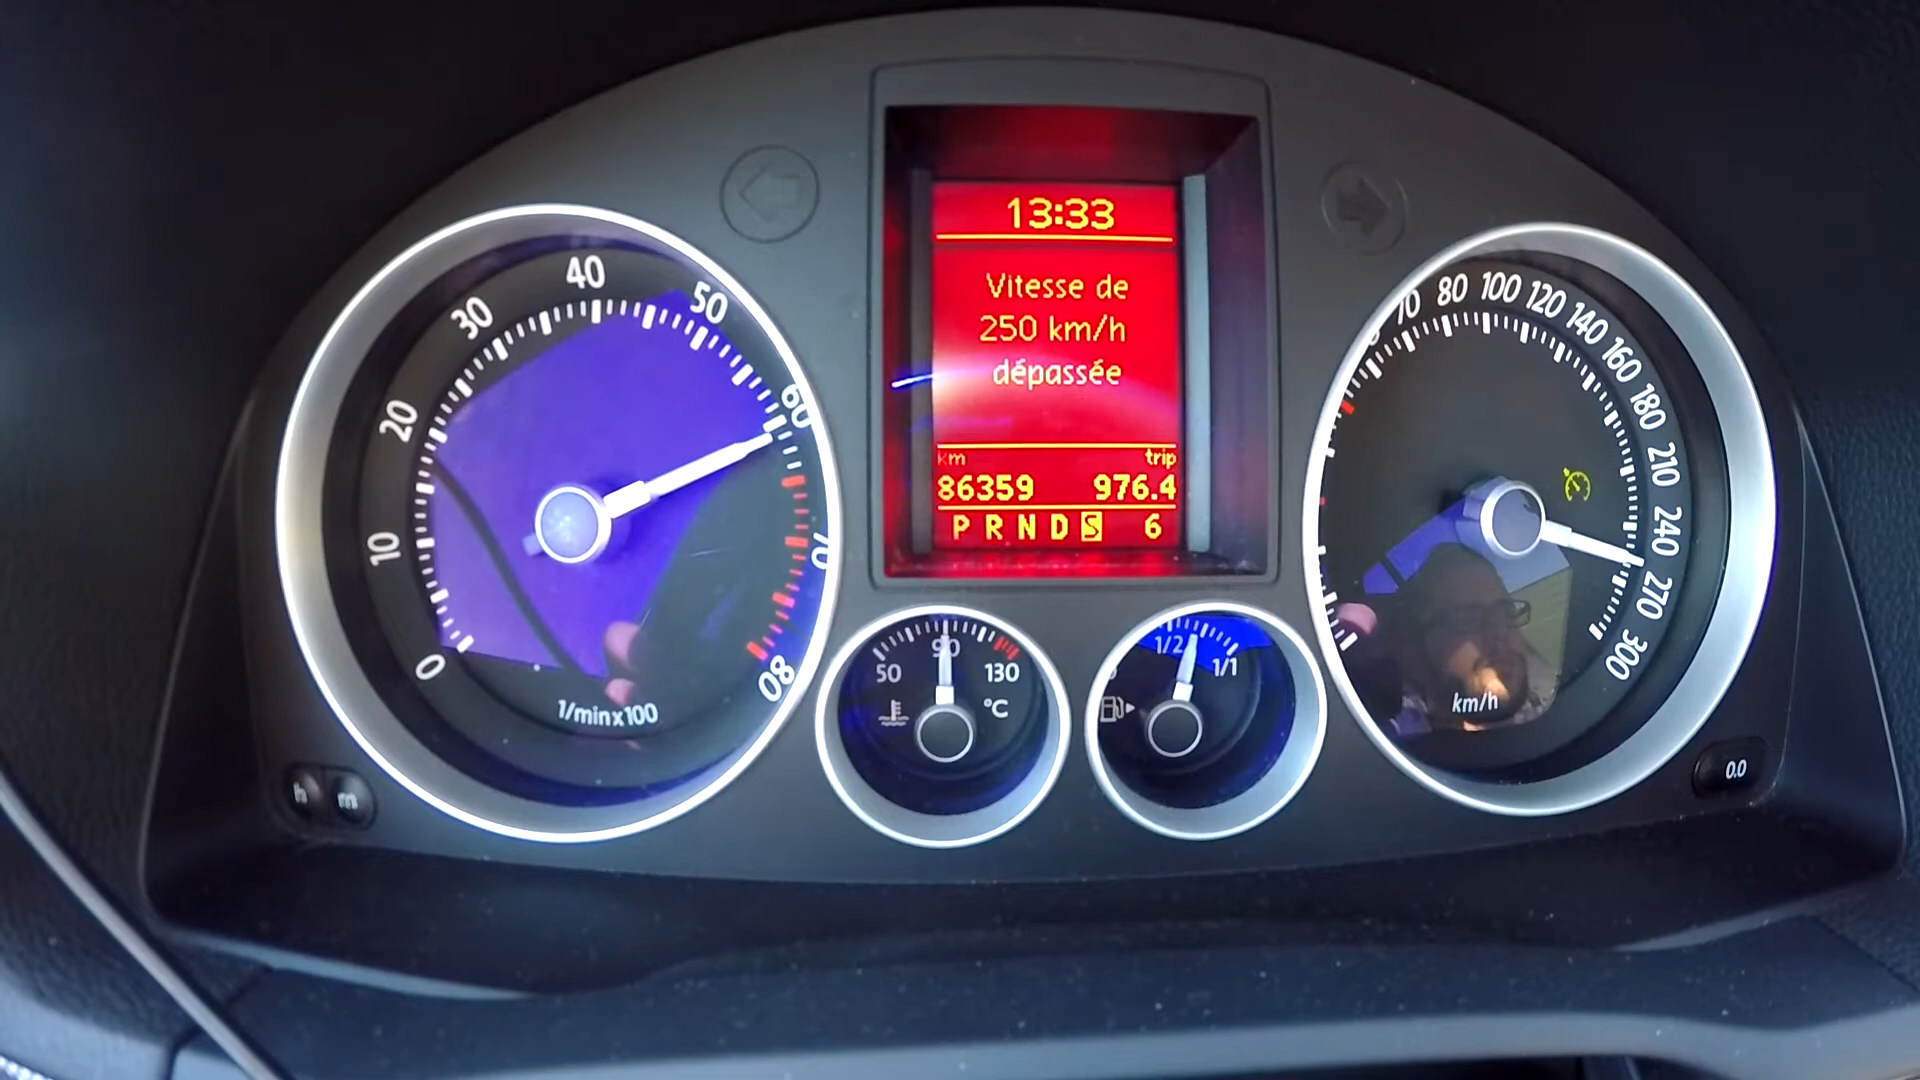 0
10
20
30
40
50
60
70
80
1/minx100
13:33
Vitesse de
250 km/h
dépassée
km trip
86359 976.4
P R N D S 6
50 90 130
°C
1/2 1/1
70 80 100 120 140 160 180 210 240 270 300
km/h
0.0
h m